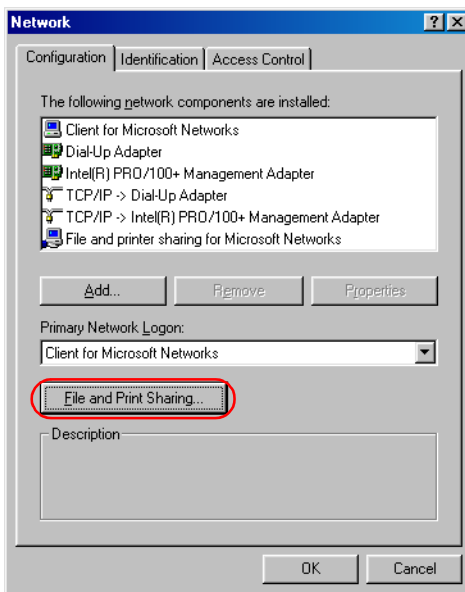 Network
Configuration Identification Access Control
The following network components are installed:
Client for Microsoft Networks
Dial-Up Adapter
Intel(R) PRO/100+ Management Adapter
TCP/IP -> Dial-Up Adapter
TCP/IP -> Intel(R) PRO/100+ Management Adapter
File and printer sharing for Microsoft Networks
Add... Remove Properties
Primary Network Logon:
Client for Microsoft Networks
File and Print Sharing...
Description
OK Cancel